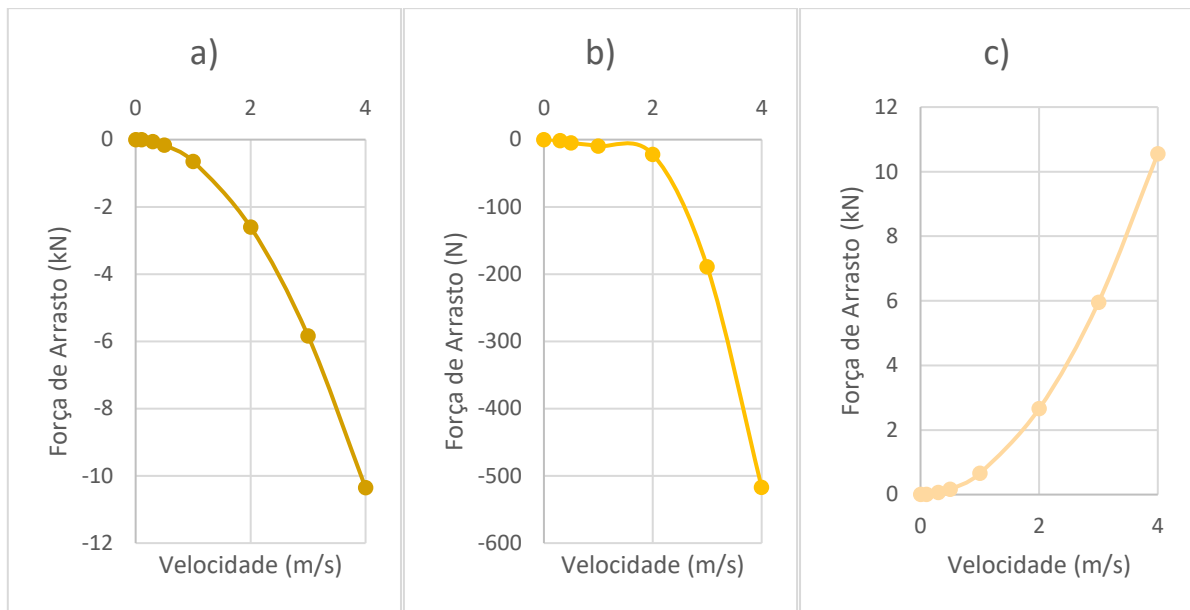 a)
0 2 4
0
-2
-4
-6
-8
-10
-12
Força de Arrasto (kN)
Velocidade (m/s)
b)
0 2 4
0
-100
-200
-300
-400
-500
-600
Força de Arrasto (N)
Velocidade (m/s)
c)
12
10
8
6
4
2
0
0 2 4
Força de Arrasto (kN)
Velocidade (m/s)